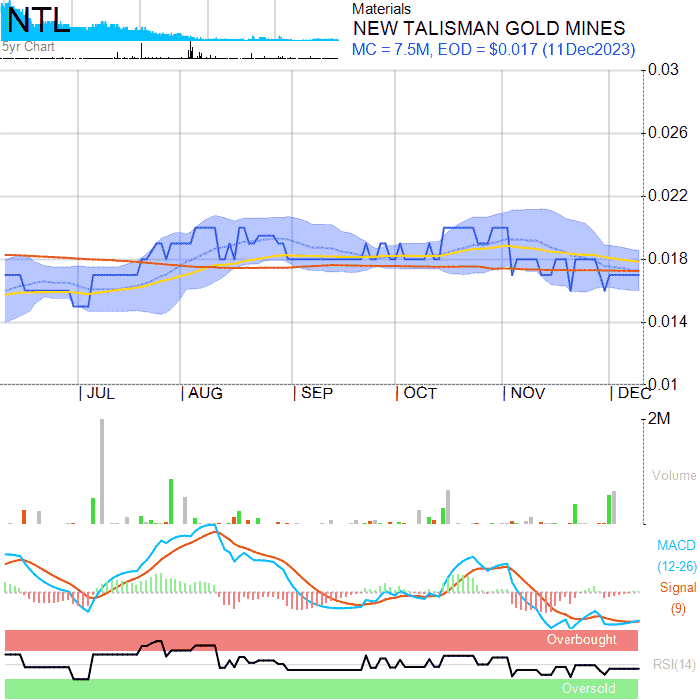 NTL
5yr Chart
Materials
NEW TALISMAN GOLD MINES
MC = 7.5M, EOD = $0.017 (11Dec2023)
0.03
0.026
0.022
0.018
0.014
0.01
JUL AUG SEP OCT NOV DEC
2M
Volume
MACD
(12-26)
Signal
(9)
Overbought
RSI(14)
Oversold